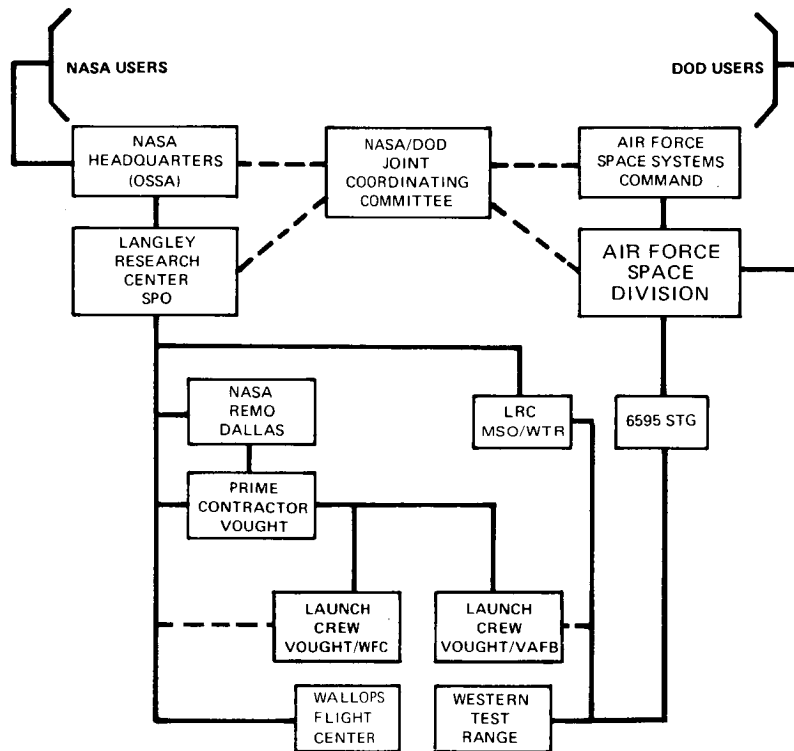 NASA USERS
DOD USERS
NASA
HEADQUARTERS
(OSSA)
NASA/DOD
JOINT
COORDINATING
COMMITTEE
AIR FORCE
SPACE SYSTEMS
COMMAND
LANGLEY
RESEARCH
CENTER
SPO
AIR FORCE
SPACE
DIVISION
NASA
REMO
DALLAS
LRC
MSO/WTR
6595 STG
PRIME
CONTRACTOR
VOUGHT
LAUNCH
CREW
VOUGHT/WFC
LAUNCH
CREW
VOUGHT/VAFB
WALLOPS
FLIGHT
CENTER
WESTERN
TEST
RANGE